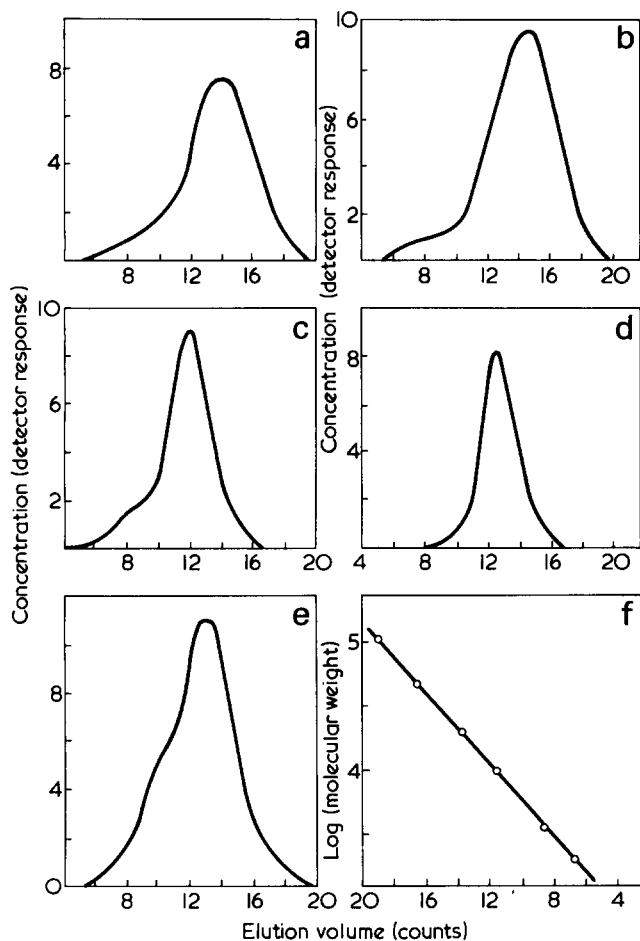 a
8
4
8 12 16
b
10
6
2
8 12 16 20
c
10
6
2
8 12 16 20
d
8
4
4 8 12 16 20
e
8
4
0
8 12 16 20
f
5
4
20 16 12 8 4
Concentration (detector response)
Concentration (detector response)
Log (molecular weight)
Elution volume (counts)